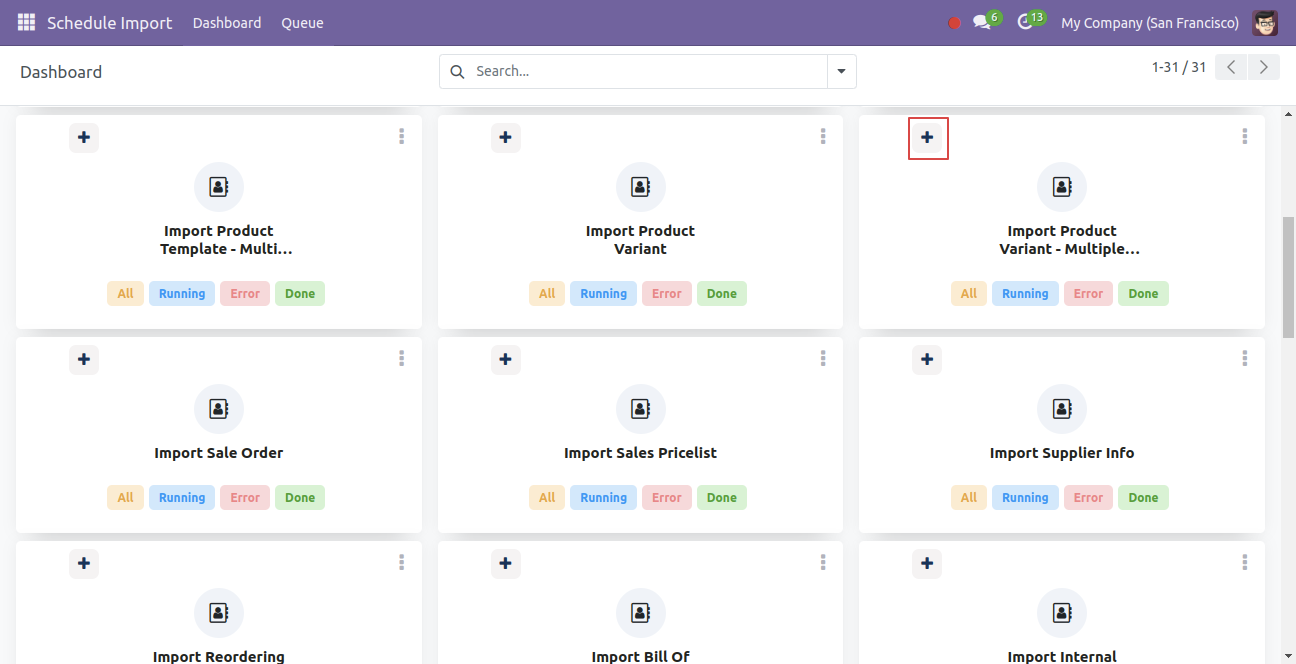 Schedule Import Dashboard Queue 6 13 My Company (San Francisco)
Dashboard Search... 1-31 / 31
Import Product
Template - Multi...
All Running Error Done
Import Product
Variant
All Running Error Done
Import Product
Variant - Multiple...
All Running Error Done
Import Sale Order
All Running Error Done
Import Sales Pricelist
All Running Error Done
Import Supplier Info
All Running Error Done
Import Reordering
Import Bill Of
Import Internal